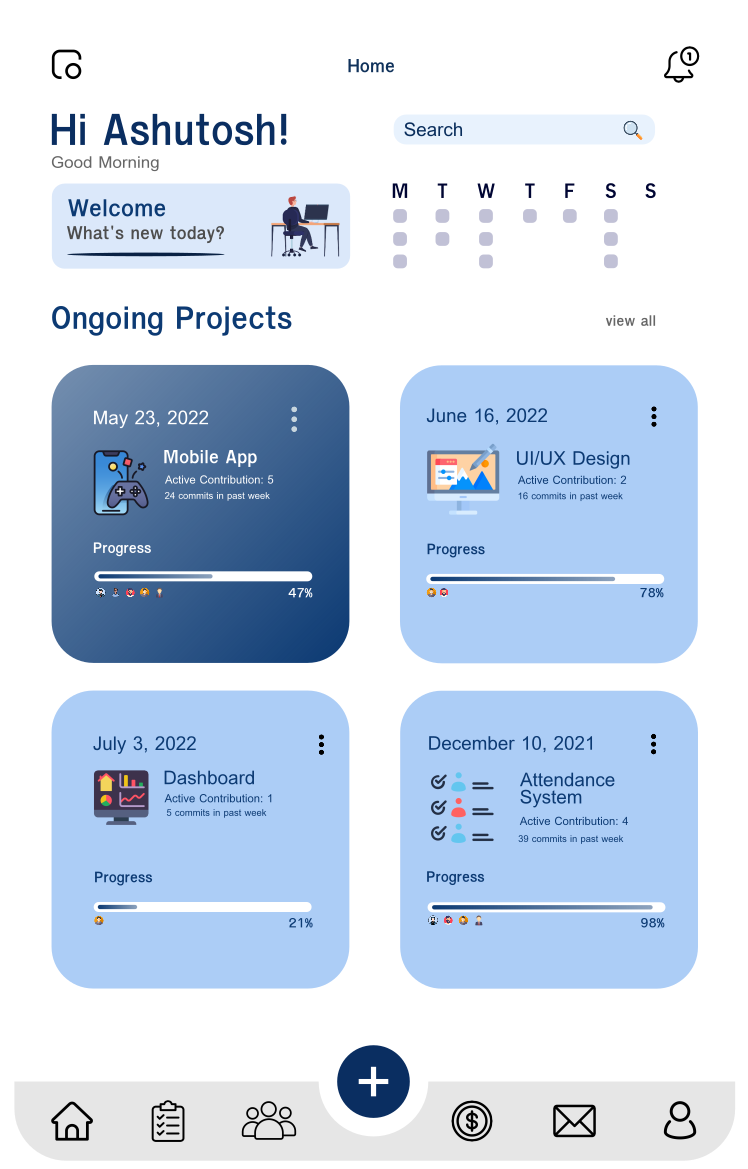 Home
1
Hi Ashutosh!
Good Morning
Search
Welcome
What's new today?
M T W T F S S
Ongoing Projects
view all
May 23, 2022
Mobile App
Active Contribution: 5
24 commits in past week
Progress
47%
June 16, 2022
UI/UX Design
Active Contribution: 2
16 commits in past week
Progress
78%
July 3, 2022
Dashboard
Active Contribution: 1
5 commits in past week
Progress
21%
December 10, 2021
Attendance
System
Active Contribution: 4
39 commits in past week
Progress
98%